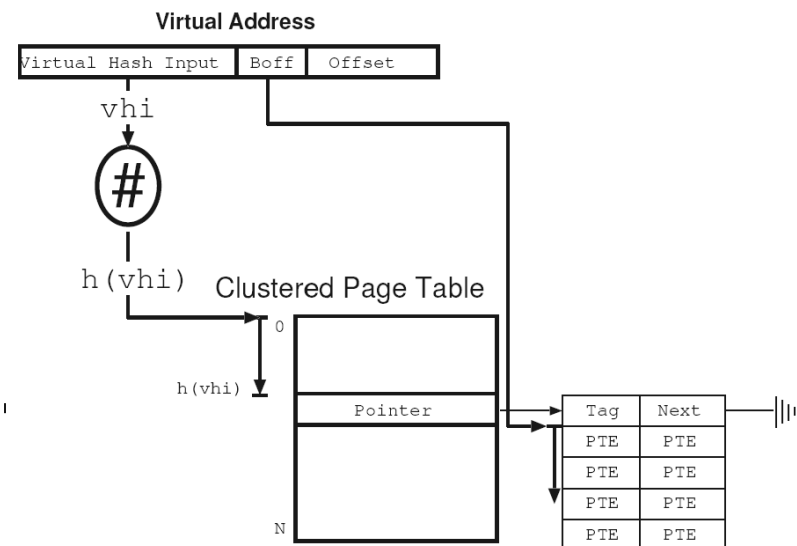 Virtual Address
Virtual Hash Input Boff Offset
vhi
#
h(vhi)
Clustered Page Table
0
h(vhi)
Pointer
Tag Next
PTE PTE
PTE PTE
PTE PTE
N
PTE PTE